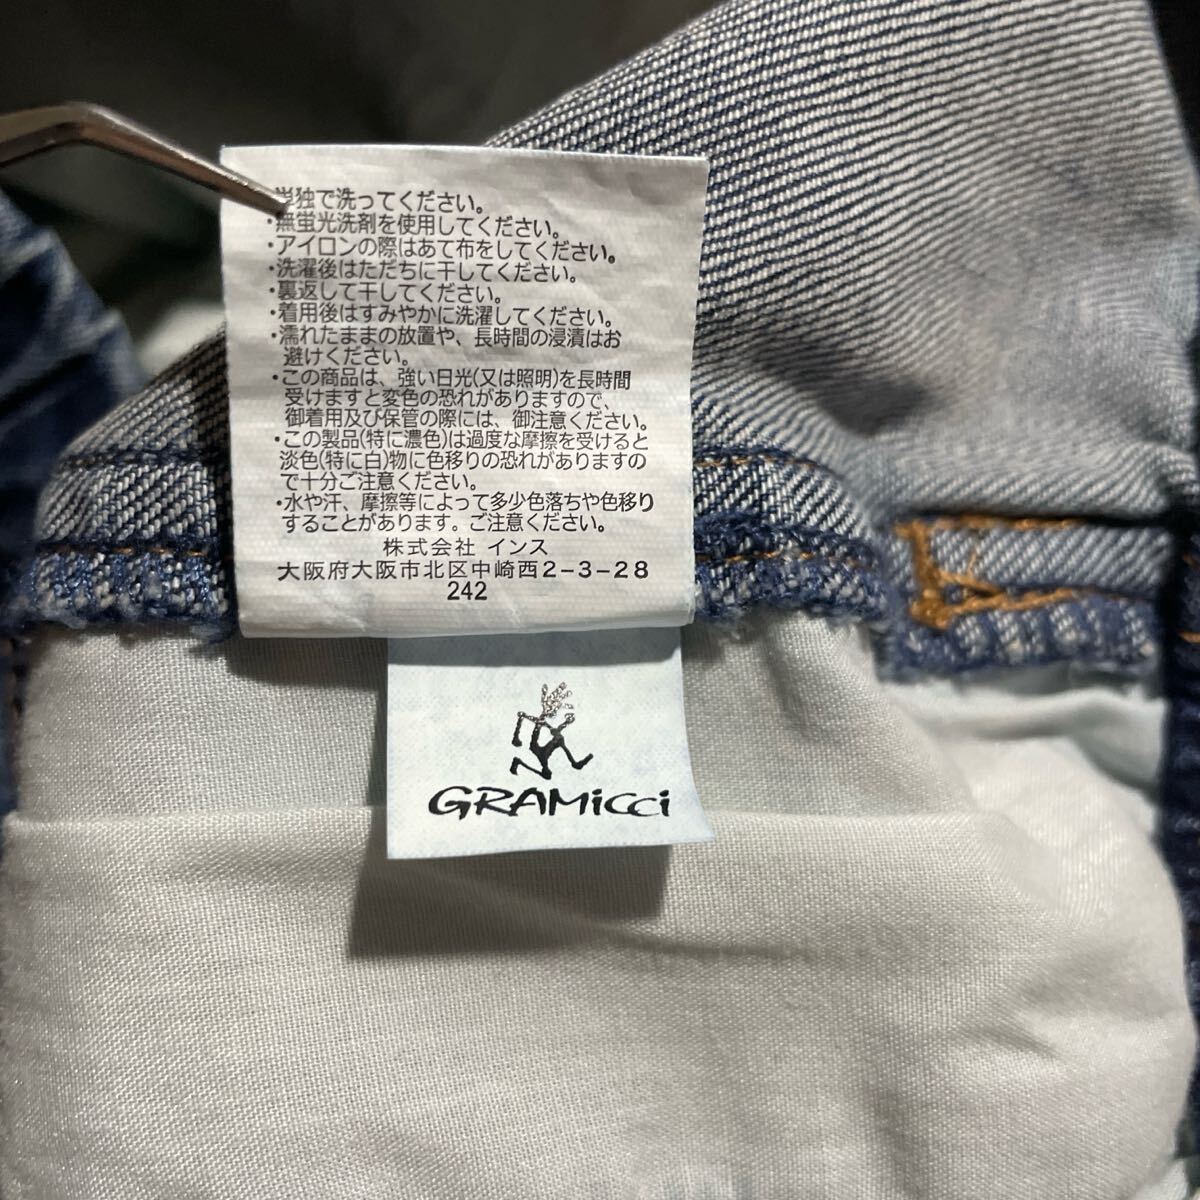 単独で洗ってください。
・無蛍光洗剤を使用してください。
・アイロンの際はあて布をしてください。
・洗濯後はただちに干してください。
・裏返して干してください。
・着用後はすみやかに洗濯してください。
・濡れたままの放置や、長時間の浸漬はお
避けください。
・この商品は、強い日光(又は照明)を長時間
受けますと変色の恐れがありますので、
御着用及び保管の際には、御注意ください。
・この製品(特に濃色)は過度な摩擦を受けると
淡色(特に白)物に色移りの恐れがありますの
で十分ご注意ください。
・水や汗、摩擦等によって多少色落ちや色移り
することがあります。ご注意ください。
株式会社 インス
大阪府大阪市北区中崎西2-3-28
242
GRAMiCCi